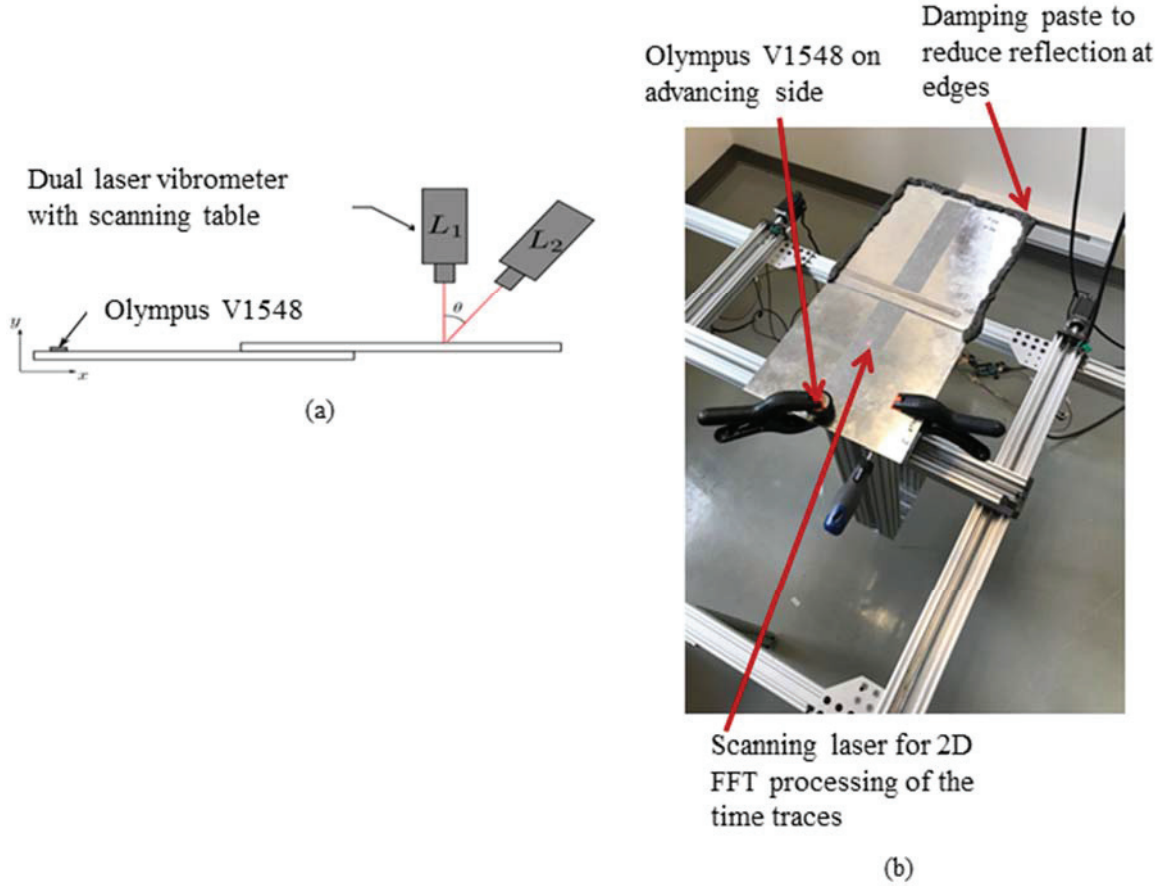 Damping paste to
reduce reflection at
edges
Olympus V1548 on
advancing side
Dual laser vibrometer
with scanning table
L1
L2
θ
Olympus V1548
y
x
(a)
Scanning laser for 2D
FFT processing of the
time traces
(b)